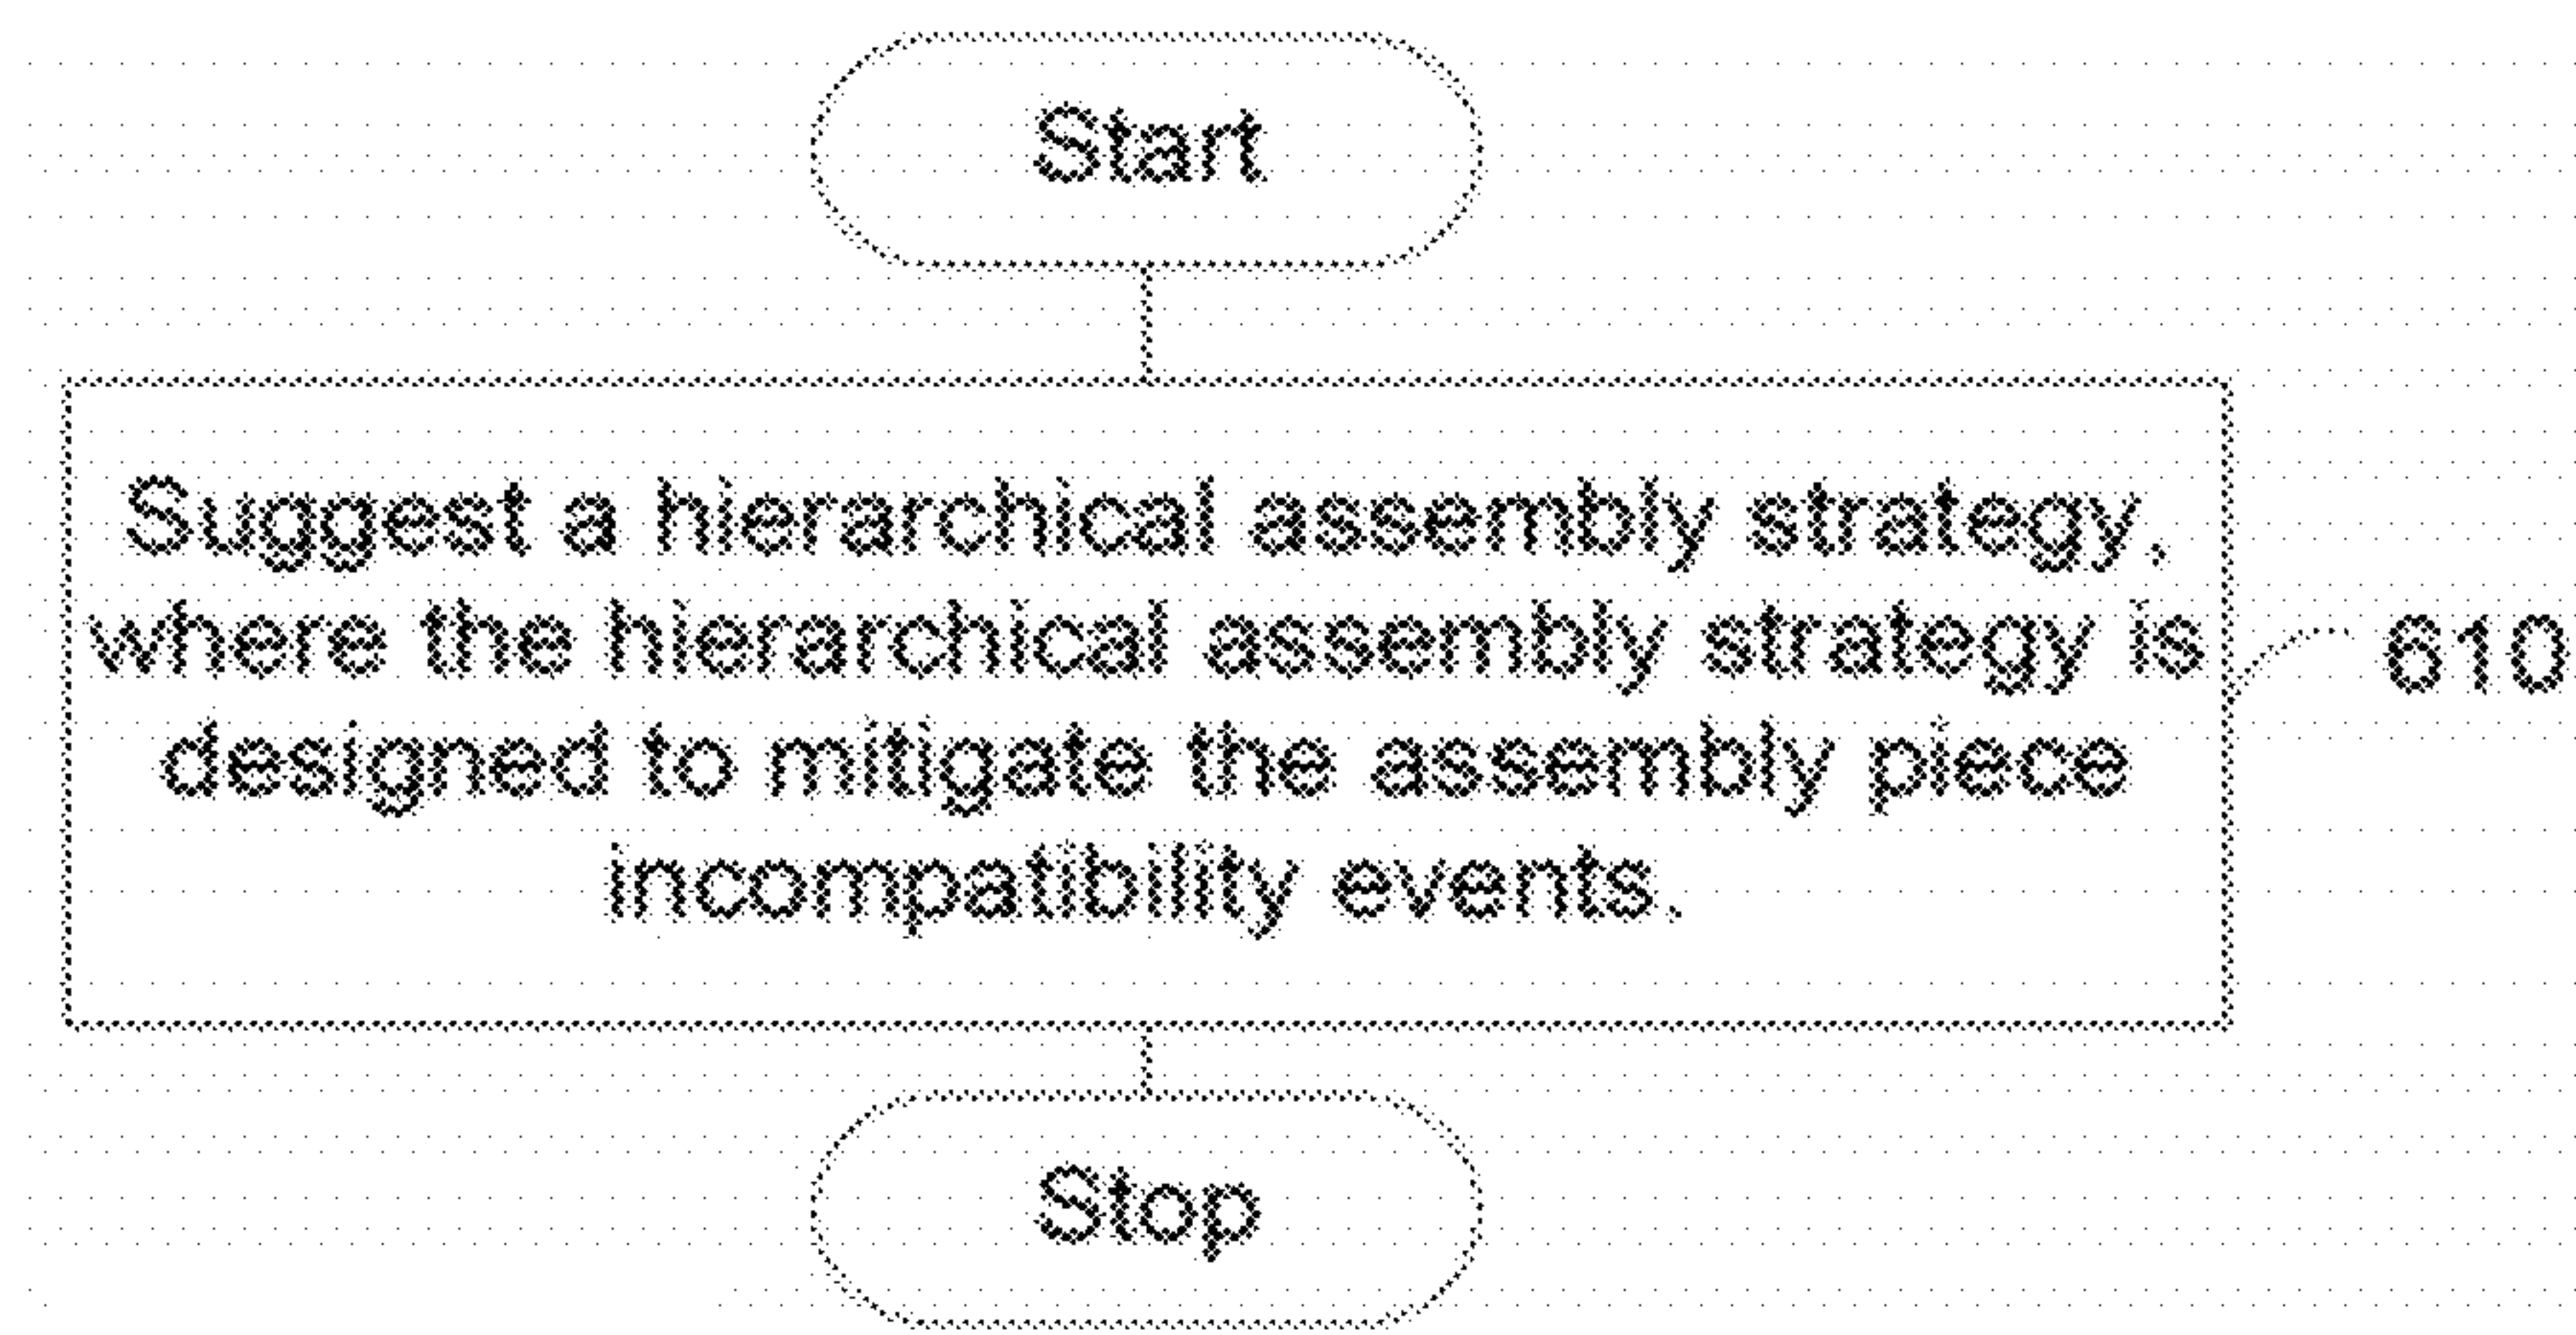 Start
Suggest a hierarchical assembly strategy,
where the hierarchical assembly strategy is
designed to mitigate the assembly piece
incompatibility events.
610
Stop